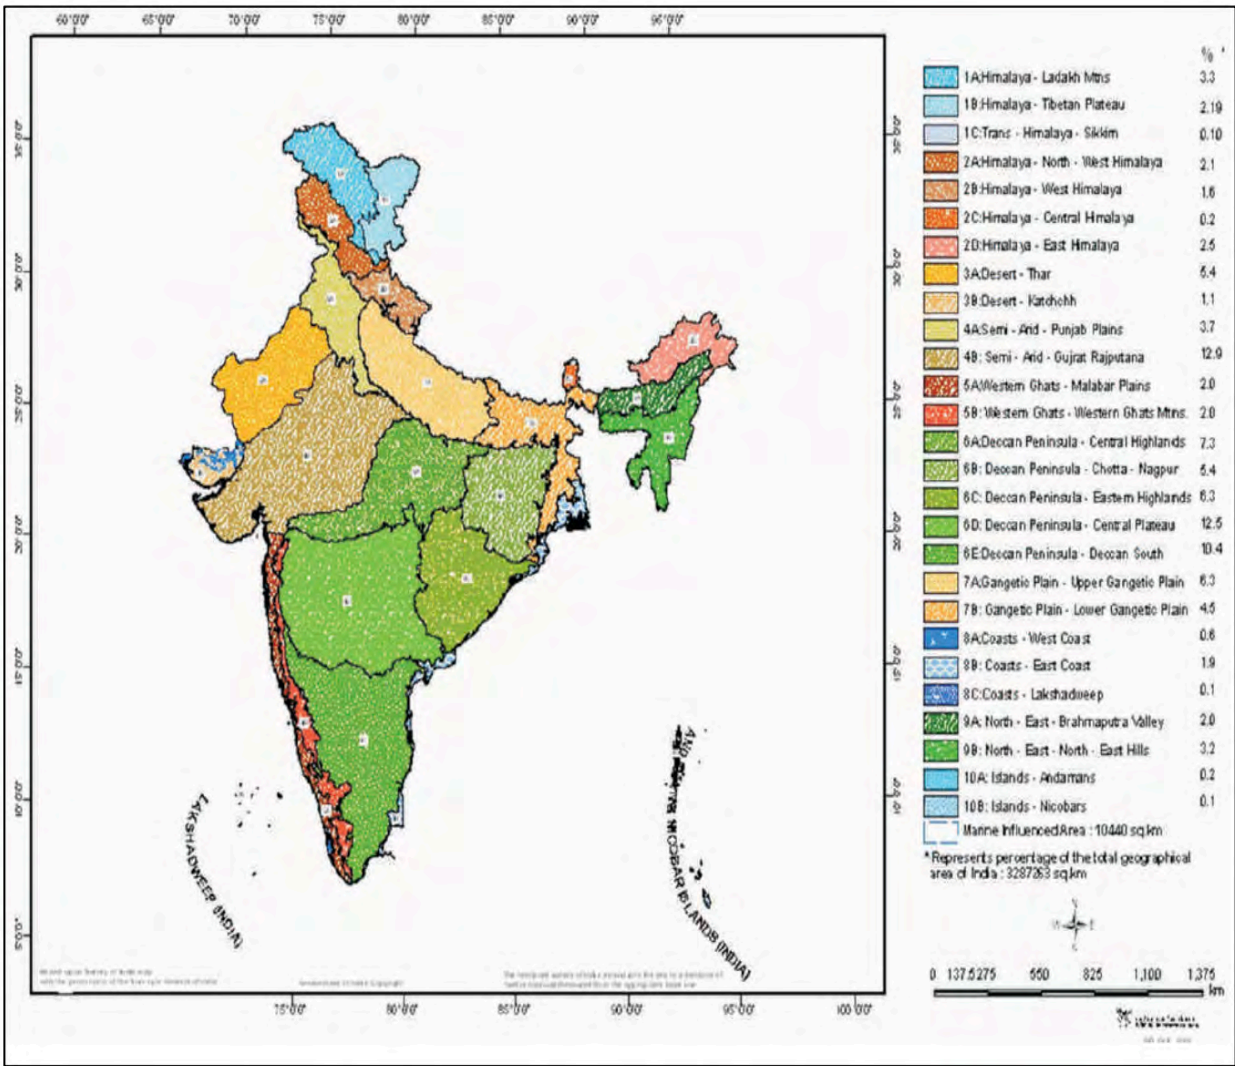 60°0'0" 65°0'0" 70°0'0" 75°0'0" 80°0'0" 85°0'0" 90°0'0" 95°0'0"
% *
1A:Himalaya - Ladakh Mtns 3.3
1B:Himalaya - Tibetan Plateau 2.19
1C:Trans - Himalaya - Sikkim 0.10
2A:Himalaya - North - West Himalaya 2.1
2B:Himalaya - West Himalaya 1.6
2C:Himalaya - Central Himalaya 0.2
2D:Himalaya - East Himalaya 2.5
3A:Desert - Thar 5.4
3B:Desert - Katchchh 1.1
4A:Semi - Arid - Punjab Plains 3.7
4B: Semi - Arid - Gujrat Rajputana 12.9
5A:Western Ghats - Malabar Plains 2.0
5B: Western Ghats - Western Ghats Mtns. 2.0
6A:Deccan Peninsula - Central Highlands 7.3
6B: Deccan Peninsula - Chotta - Nagpur 5.4
6C: Deccan Peninsula - Eastern Highlands 6.3
6D: Deccan Peninsula - Central Plateau 12.5
6E:Deccan Peninsula - Deccan South 10.4
7A:Gangetic Plain - Upper Gangetic Plain 6.3
7B: Gangetic Plain - Lower Gangetic Plain 4.5
8A:Coasts - West Coast 0.6
8B: Coasts - East Coast 1.9
8C:Coasts - Lakshadweep 0.1
9A: North - East - Brahmaputra Valley 2.0
9B: North - East - North - East Hills 3.2
10A: Islands - Andamans 0.2
10B: Islands - Nicobars 0.1
Marine Influenced Area : 10440 sq.km
* Represents percentage of the total geographical
area of India : 3287263 sq.km
LAKSHADWEEP (INDIA)
NICOBAR ISLANDS (INDIA)
W E
0 137.5 275 550 825 1,100 1,375
km
75°0'0" 80°0'0" 85°0'0" 90°0'0" 95°0'0" 100°0'0"